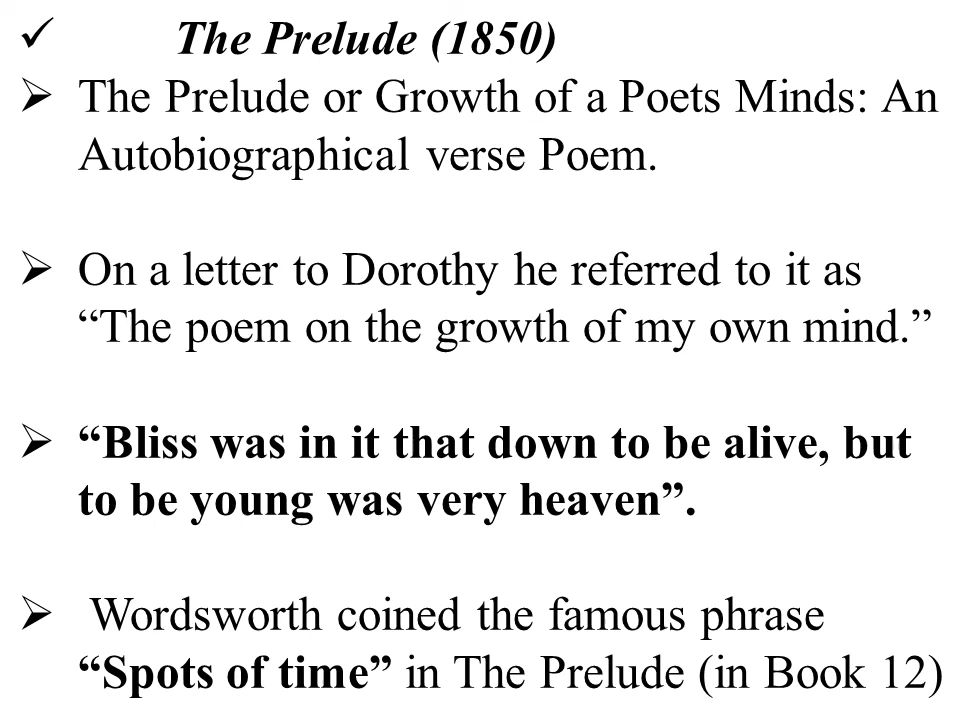 ✓ The Prelude (1850)
➢ The Prelude or Growth of a Poets Minds: An
Autobiographical verse Poem.
➢ On a letter to Dorothy he referred to it as
“The poem on the growth of my own mind.”
➢ “Bliss was in it that down to be alive, but
to be young was very heaven”.
➢ Wordsworth coined the famous phrase
“Spots of time” in The Prelude (in Book 12)